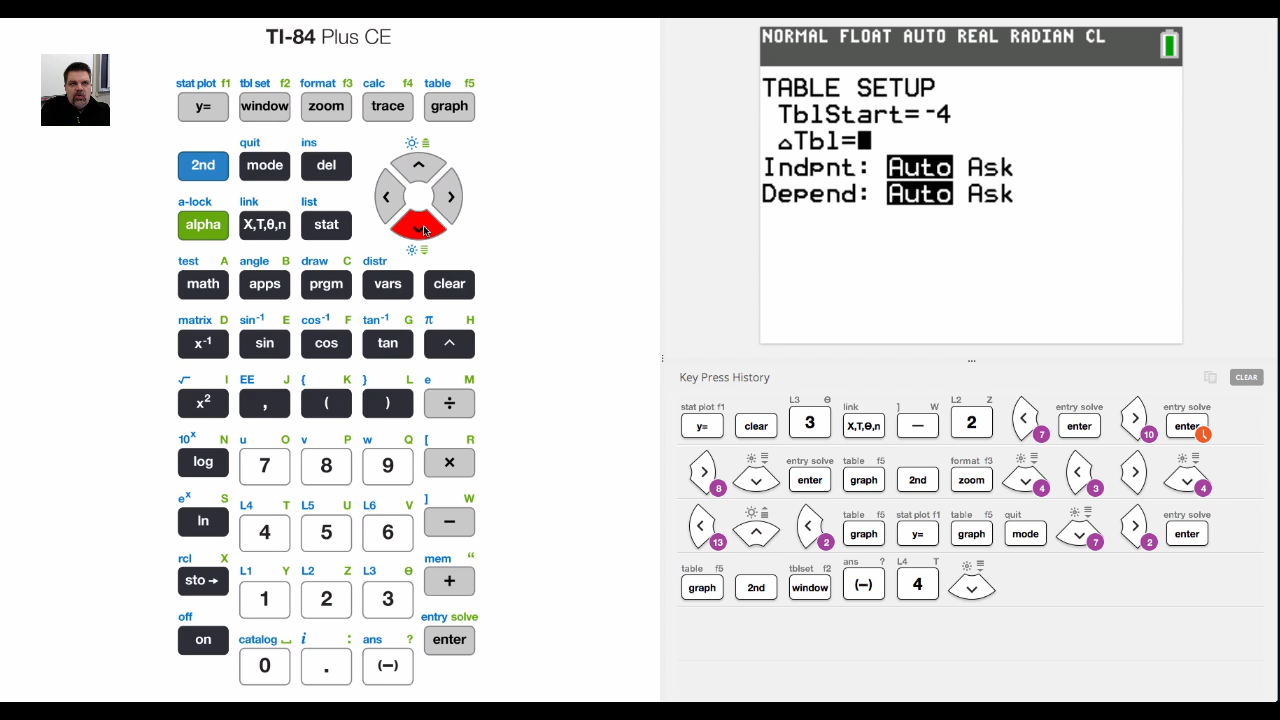 TI-84 Plus CE
stat plot f1 tbl set f2 format f3 calc f4 table f5
y= window zoom trace graph
quit ins
2nd mode del
a-lock link list
alpha X,T,θ,n stat
test A angle B draw C distr
math apps prgm vars clear
matrix D sin⁻¹ E cos⁻¹ F tan⁻¹ G π H
x⁻¹ sin cos tan ^
√ I EE J { K } L e M
x² , ( ) ÷
10ˣ N u O v P w Q [ R
log 7 8 9 ×
eˣ S L4 T L5 U L6 V ] W
ln 4 5 6 −
rcl X L1 Y L2 Z L3 θ mem “
sto→ 1 2 3 +
off catalog ⎵ i : ans ? entry solve
on 0 . (−) enter
NORMAL FLOAT AUTO REAL RADIAN CL
TABLE SETUP
TblStart=-4
△Tbl=
Indpnt: Auto Ask
Depend: Auto Ask
Key Press History CLEAR
stat plot f1 L3 θ link ] W L2 Z entry solve entry solve
y= clear 3 X,T,θ,n − 2 < 7 enter > 10 enter
entry solve table f5 format f3
> 8 enter graph 2nd zoom 4 < 3 > 4
table f5 stat plot f1 table f5 quit entry solve
< 13 < 2 graph y= graph mode 7 > 2 enter
table f5 tblset f2 ans ? L4 T
graph 2nd window (−) 4